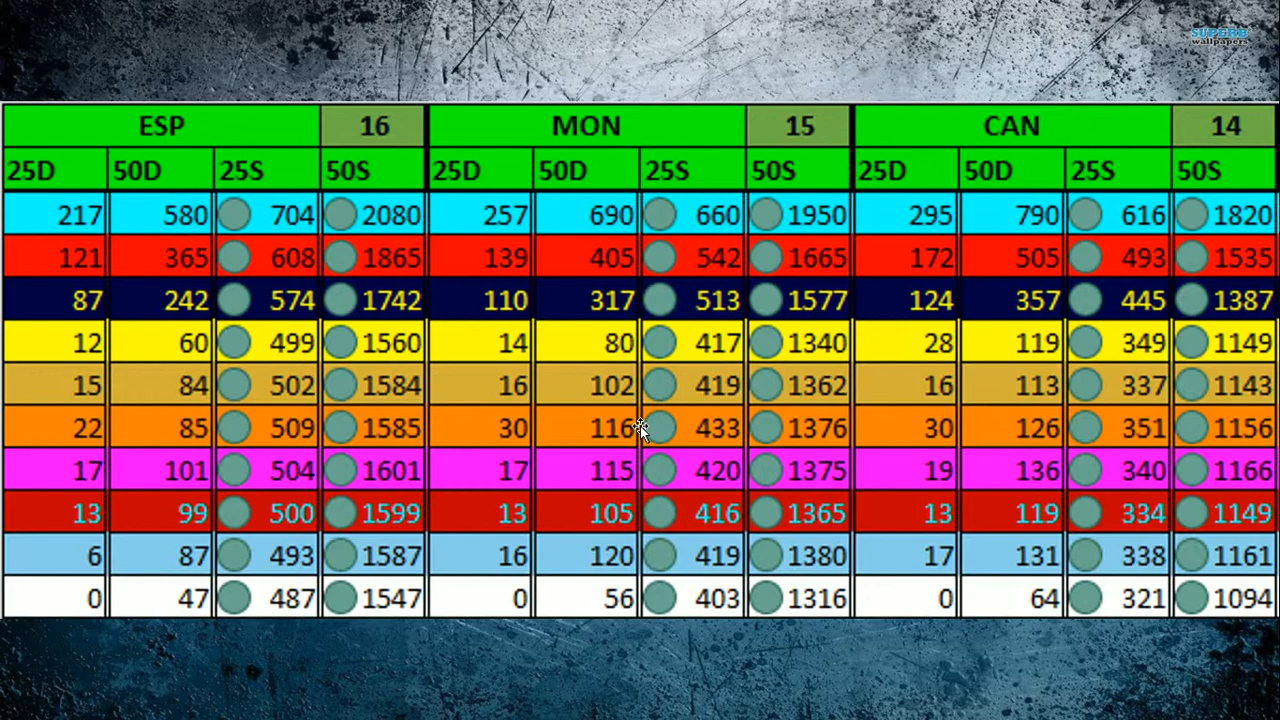 SUPERB
wallpapers
ESP 16 MON 15 CAN 14
25D 50D 25S 50S 25D 50D 25S 50S 25D 50D 25S 50S
217 580 704 2080 257 690 660 1950 295 790 616 1820
121 365 608 1865 139 405 542 1665 172 505 493 1535
87 242 574 1742 110 317 513 1577 124 357 445 1387
12 60 499 1560 14 80 417 1340 28 119 349 1149
15 84 502 1584 16 102 419 1362 16 113 337 1143
22 85 509 1585 30 116 433 1376 30 126 351 1156
17 101 504 1601 17 115 420 1375 19 136 340 1166
13 99 500 1599 13 105 416 1365 13 119 334 1149
6 87 493 1587 16 120 419 1380 17 131 338 1161
0 47 487 1547 0 56 403 1316 0 64 321 1094